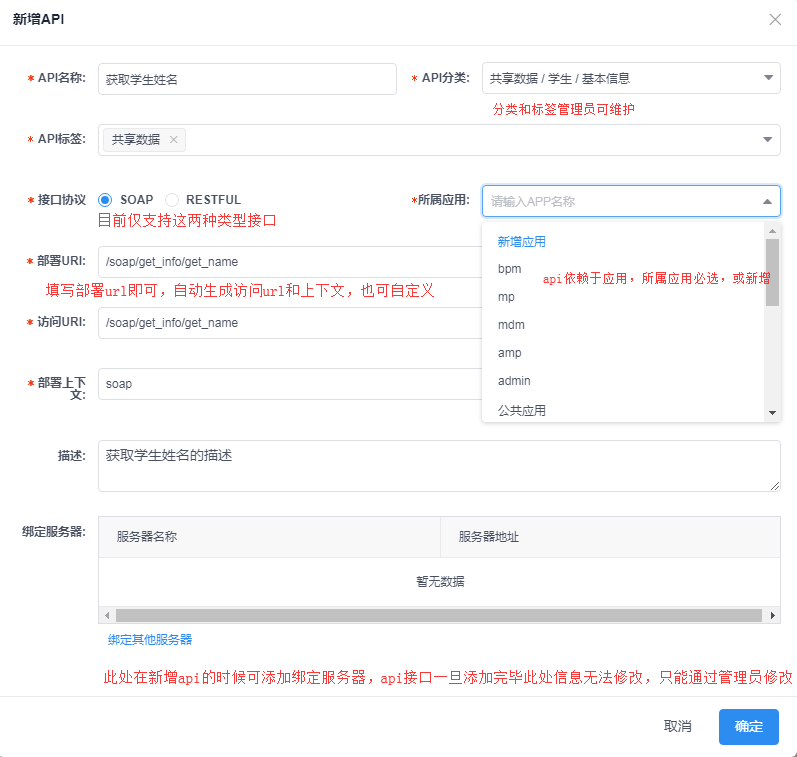 新增API
* API名称: 获取学生姓名 * API分类: 共享数据 / 学生 / 基本信息
分类和标签管理员可维护
* API标签: 共享数据
* 接口协议 SOAP RESTFUL *所属应用: 请输入APP名称
目前仅支持这两种类型接口
新增应用
* 部署URI: /soap/get_info/get_name
bpm
api依赖于应用，所属应用必选，或新增
填写部署url即可，自动生成访问url和上下文，也可自定义
mp
* 访问URI: /soap/get_info/get_name
mdm
amp
* 部署上下
文: soap
admin
公共应用
描述: 获取学生姓名的描述
绑定服务器: 服务器名称 服务器地址
暂无数据
绑定其他服务器
此处在新增api的时候可添加绑定服务器，api接口一旦添加完毕此处信息无法修改，只能通过管理员修改
取消 确定